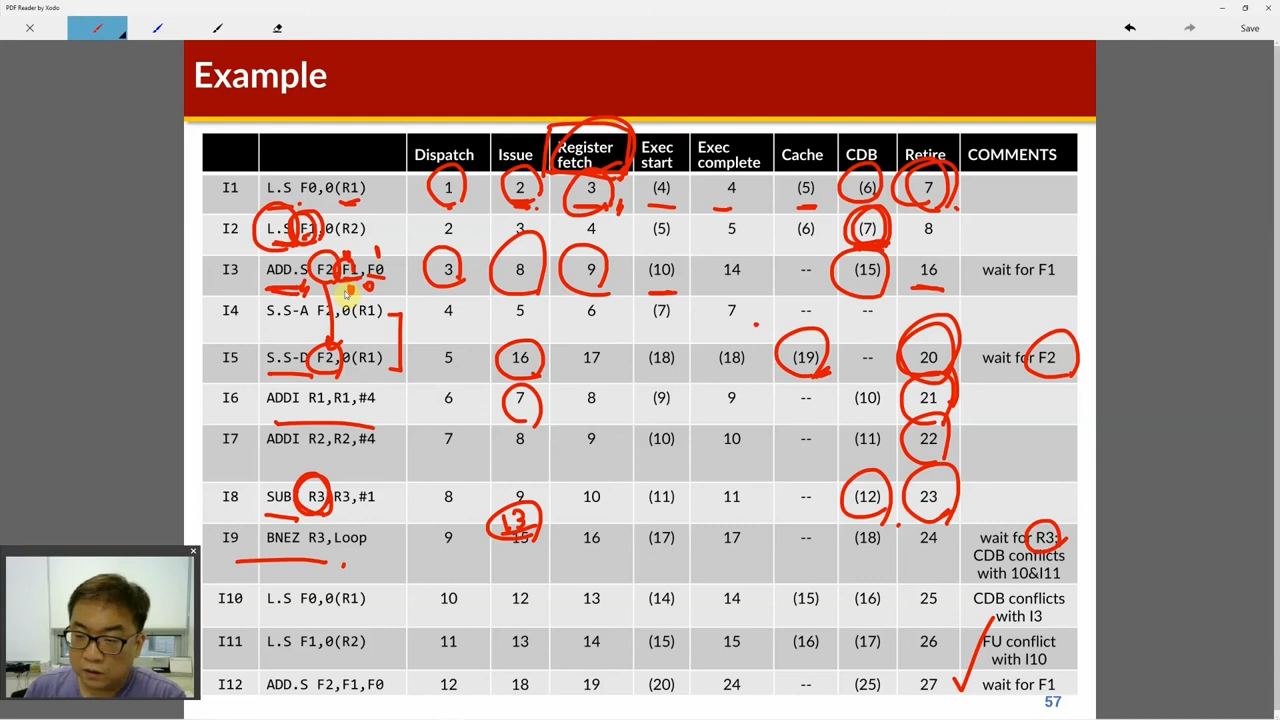 PDF Reader by Xodo
Save
Example
Dispatch Issue Register fetch Exec start Exec complete Cache CDB Retire COMMENTS
I1 L.S F0,0(R1) 1 2 3 (4) 4 (5) (6) 7
I2 L.S F1,0(R2) 2 3 4 (5) 5 (6) (7) 8
I3 ADD.S F2,F1,F0 3 8 9 (10) 14 -- (15) 16 wait for F1
I4 S.S-A F2,0(R1) 4 5 6 (7) 7 -- --
I5 S.S-D F2,0(R1) 5 16 17 (18) (18) (19) -- 20 wait for F2
I6 ADDI R1,R1,#4 6 7 8 (9) 9 -- (10) 21
I7 ADDI R2,R2,#4 7 8 9 (10) 10 -- (11) 22
I8 SUB R3,R3,#1 8 9 10 (11) 11 -- (12) 23
13
I9 BNEZ R3,Loop 9 15 16 (17) 17 -- (18) 24 wait for R3;
CDB conflicts
with 10&I11
I10 L.S F0,0(R1) 10 12 13 (14) 14 (15) (16) 25 CDB conflicts
with I3
I11 L.S F1,0(R2) 11 13 14 (15) 15 (16) (17) 26 FU conflict
with I10
I12 ADD.S F2,F1,F0 12 18 19 (20) 24 -- (25) 27 wait for F1
57